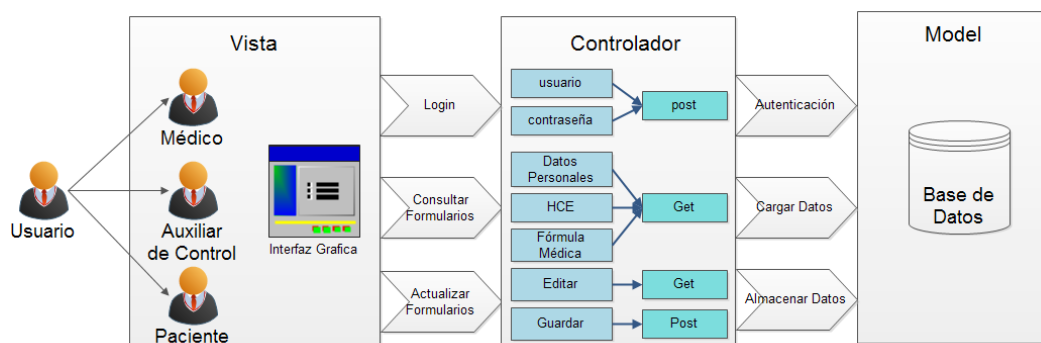 Vista
Controlador
Model
Usuario
Médico
Auxiliar
de Control
Paciente
Interfaz Grafica
Login
Consultar
Formularios
Actualizar
Formularios
usuario
contraseña
post
Datos
Personales
HCE
Fórmula
Médica
Get
Editar
Get
Guardar
Post
Autenticación
Cargar Datos
Almacenar Datos
Base de
Datos